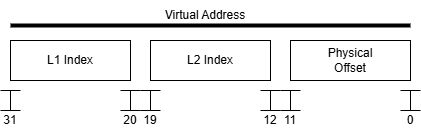 Virtual Address
L1 Index
L2 Index
Physical
Offset
31
20
19
12
11
0